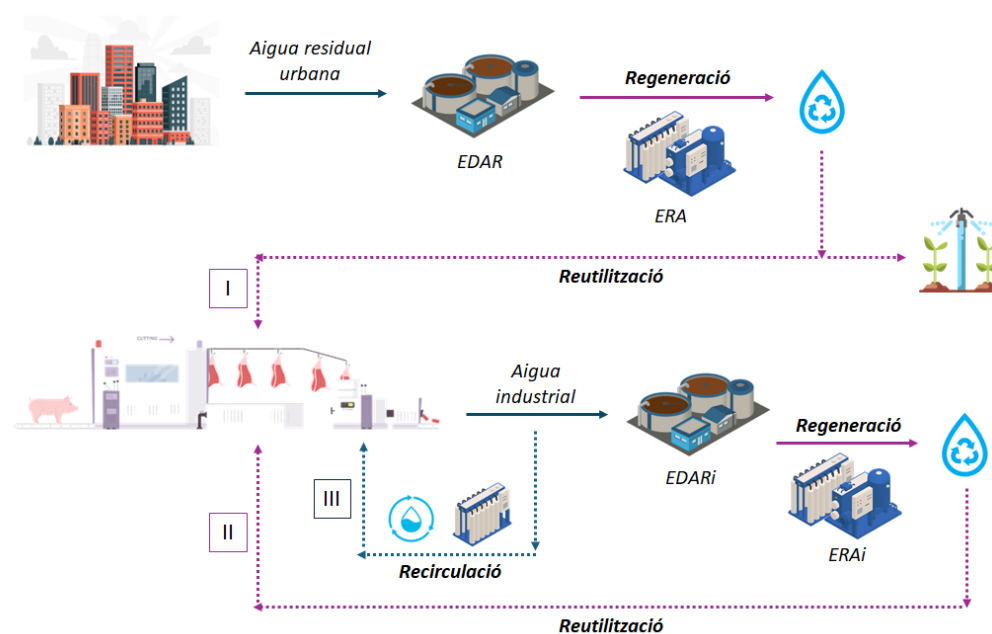 Aigua residual
urbana
EDAR
Regeneració
ERA
Reutilització
I
CUTTING
Aigua
industrial
EDARi
Regeneració
ERAi
III
II
Recirculació
Reutilització